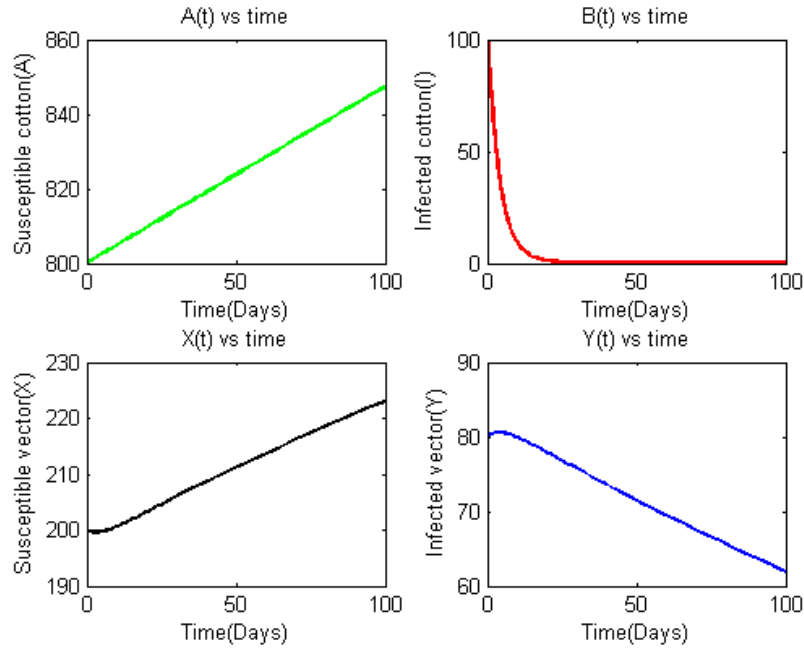 A(t) vs time
860
840
820
800
Susceptible cotton(A)
0 50 100
Time(Days)
B(t) vs time
100
50
0
Infected cotton(I)
0 50 100
Time(Days)
X(t) vs time
230
220
210
200
190
Susceptible vector(X)
0 50 100
Time(Days)
Y(t) vs time
90
80
70
60
Infected vector(Y)
0 50 100
Time(Days)